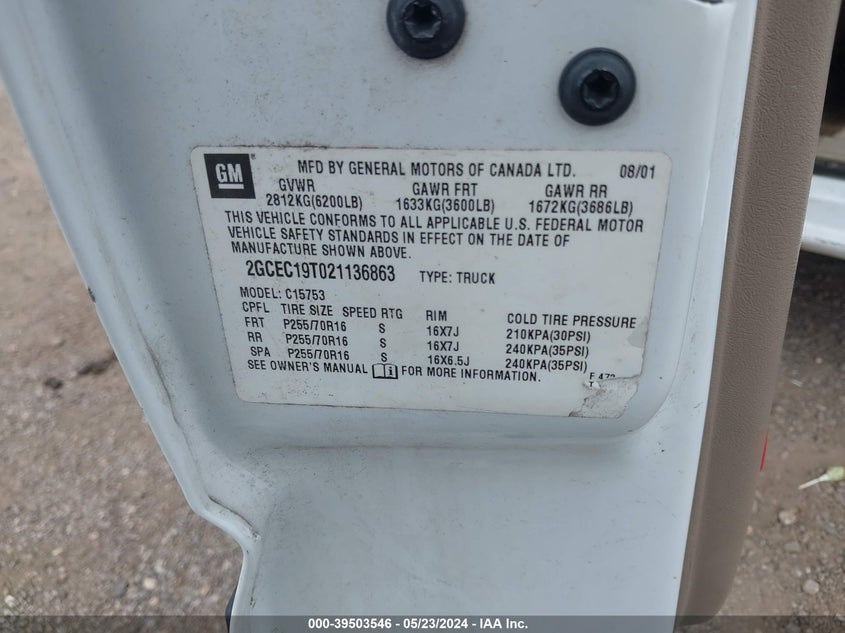 GM MFD BY GENERAL MOTORS OF CANADA LTD. 08/01
GVWR GAWR FRT GAWR RR
2812KG(6200LB) 1633KG(3600LB) 1672KG(3686LB)
THIS VEHICLE CONFORMS TO ALL APPLICABLE U.S. FEDERAL MOTOR
VEHICLE SAFETY STANDARDS IN EFFECT ON THE DATE OF
MANUFACTURE SHOWN ABOVE.
2GCEC19T021136863 TYPE: TRUCK
MODEL: C15753
CPFL TIRE SIZE SPEED RTG RIM COLD TIRE PRESSURE
FRT P255/70R16 S 16X7J 210KPA(30PSI)
RR P255/70R16 S 16X7J 240KPA(35PSI)
SPA P255/70R16 S 16X6.5J 240KPA(35PSI)
SEE OWNER'S MANUAL FOR MORE INFORMATION.
000-39503546 - 05/23/2024 - IAA Inc.